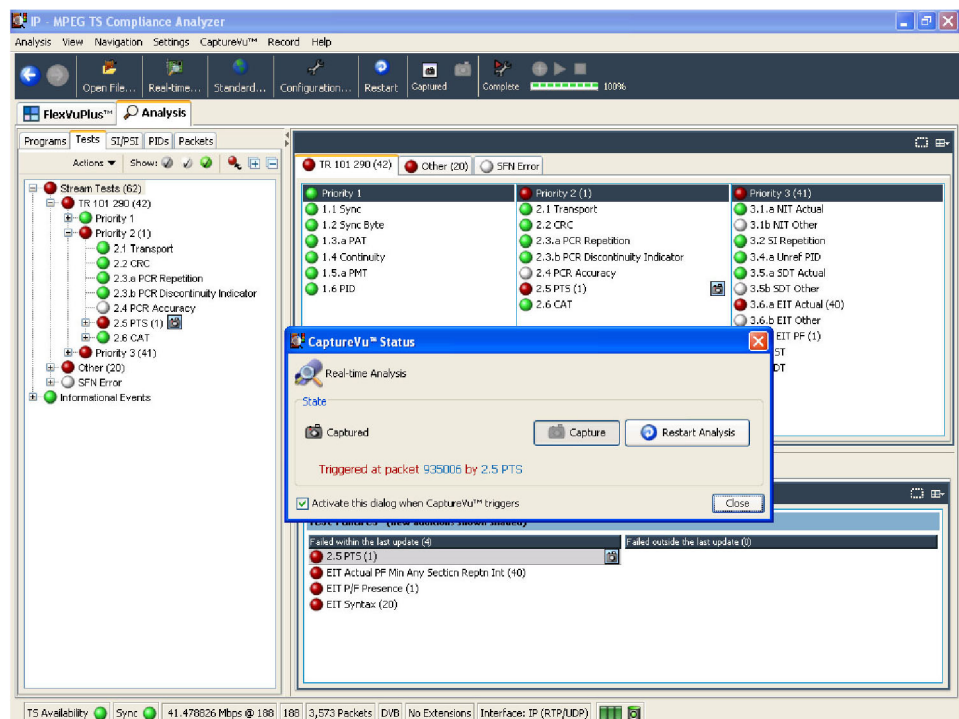 IP - MPEG TS Compliance Analyzer
Analysis View Navigation Settings CaptureVu™ Record Help
Open File... Real-time... Standard... Configuration... Restart Captured Complete 100%
FlexVuPlus™ Analysis
Programs Tests SI/PSI PIDs Packets
Actions Show:
Stream Tests (62)
TR 101 290 (42)
Priority 1
Priority 2 (1)
2.1 Transport
2.2 CRC
2.3.a PCR Repetition
2.3.b PCR Discontinuity Indicator
2.4 PCR Accuracy
2.5 PTS (1)
2.6 CAT
Priority 3 (41)
Other (20)
SFN Error
Informational Events
TR 101 290 (42) Other (20) SFN Error
Priority 1
1.1 Sync
1.2 Sync Byte
1.3.a PAT
1.4 Continuity
1.5.a PMT
1.6 PID
Priority 2 (1)
2.1 Transport
2.2 CRC
2.3.a PCR Repetition
2.3.b PCR Discontinuity Indicator
2.4 PCR Accuracy
2.5 PTS (1)
2.6 CAT
Priority 3 (41)
3.1.a NIT Actual
3.1b NIT Other
3.2 SI Repetition
3.4.a Unref PID
3.5.a SDT Actual
3.5b SDT Other
3.6.a EIT Actual (40)
3.6.b EIT Other
EIT PF (1)
ST
DT
CaptureVu™ Status
Real-time Analysis
State
Captured Capture Restart Analysis
Triggered at packet 935006 by 2.5 PTS
Activate this dialog when CaptureVu™ triggers Close
Failed within the last update (4) Failed outside the last update (0)
2.5 PTS (1)
EIT Actual PF Min Any Section Reptn Int (40)
EIT P/F Presence (1)
EIT Syntax (20)
TS Availability Sync 41.478826 Mbps @ 188 188 3,573 Packets DVB No Extensions Interface: IP (RTP/UDP)